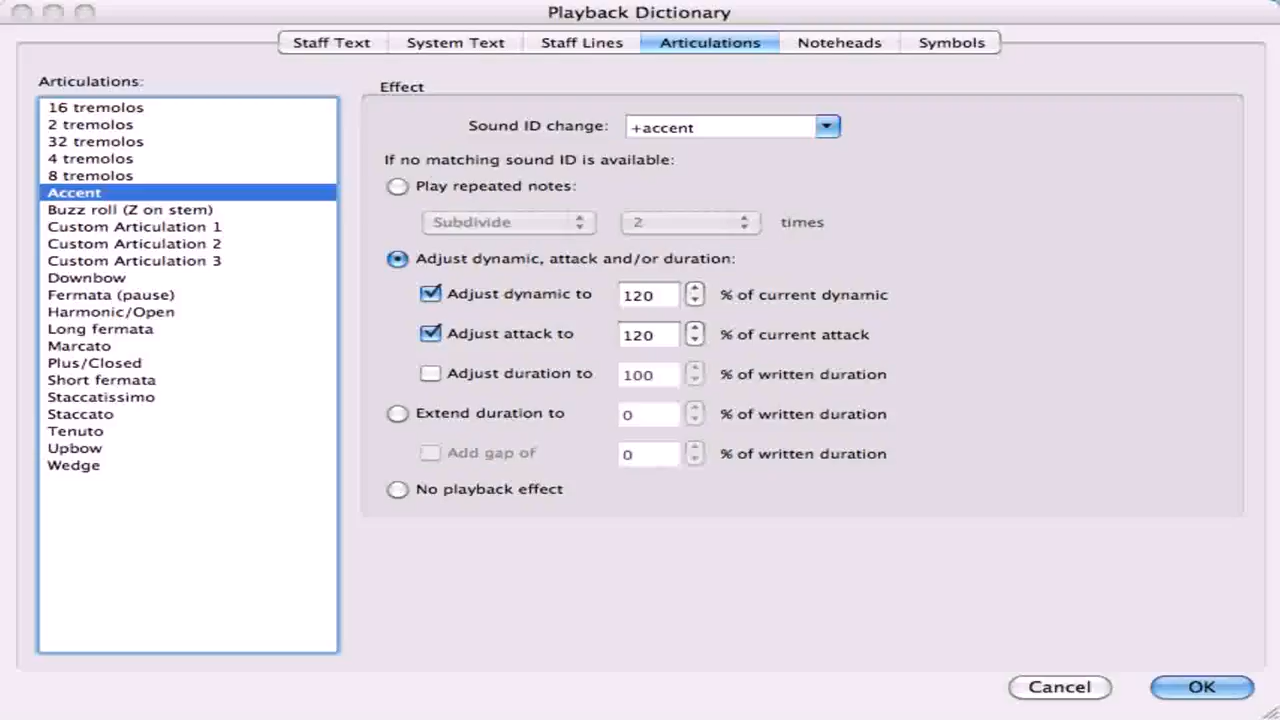 Playback Dictionary
Staff Text System Text Staff Lines Articulations Noteheads Symbols
Articulations:
16 tremolos
2 tremolos
32 tremolos
4 tremolos
8 tremolos
Accent
Buzz roll (Z on stem)
Custom Articulation 1
Custom Articulation 2
Custom Articulation 3
Downbow
Fermata (pause)
Harmonic/Open
Long fermata
Marcato
Plus/Closed
Short fermata
Staccatissimo
Staccato
Tenuto
Upbow
Wedge
Effect
Sound ID change: +accent
If no matching sound ID is available:
Play repeated notes:
Subdivide 2 times
Adjust dynamic, attack and/or duration:
Adjust dynamic to 120 % of current dynamic
Adjust attack to 120 % of current attack
Adjust duration to 100 % of written duration
Extend duration to 0 % of written duration
Add gap of 0 % of written duration
No playback effect
Cancel OK